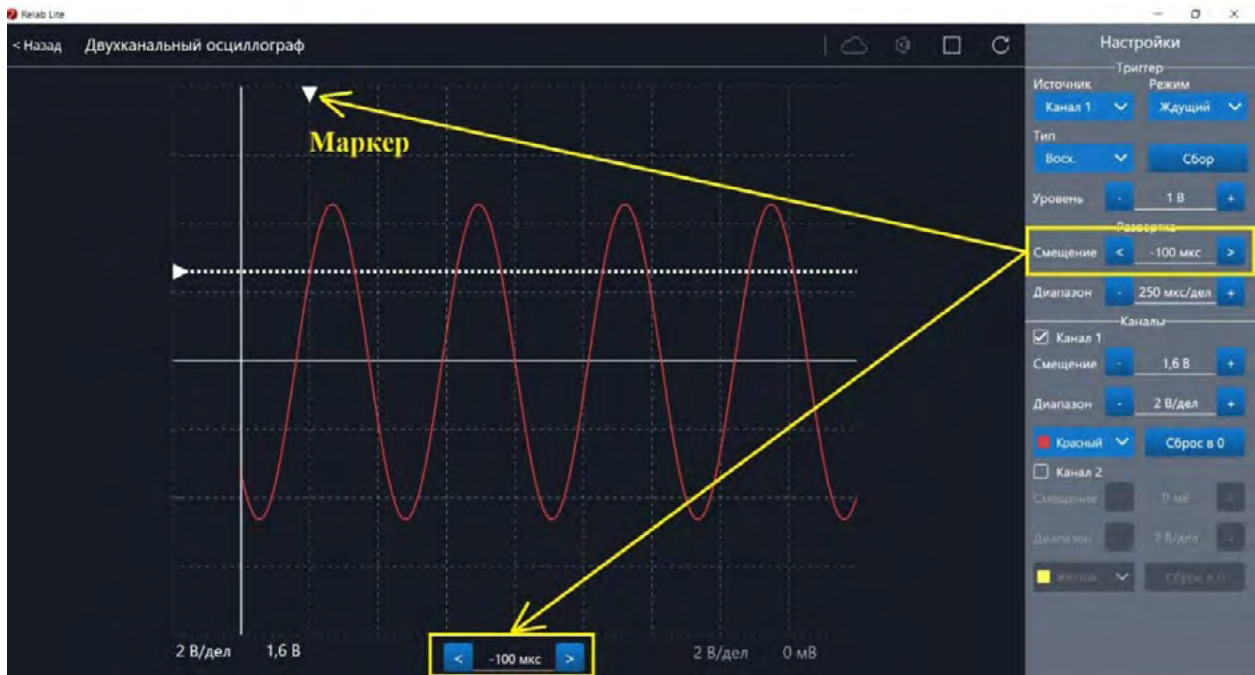 Relab Lite
< Назад Двухканальный осциллограф
Настройки
Триггер
Источник Режим
Канал 1 Ждущий
Тип
Восх. Сбор
Уровень - 1 В +
Развертка
Смещение < -100 мкс >
Диапазон - 250 мкс/дел +
Каналы
Канал 1
Смещение - 1,6 В +
Диапазон - 2 В/дел +
Красный Сброс в 0
Канал 2
Смещение - 0 мВ +
Диапазон - 2 В/дел +
Желтый Сброс в 0
Маркер
2 В/дел 1,6 В < -100 мкс > 2 В/дел 0 мВ